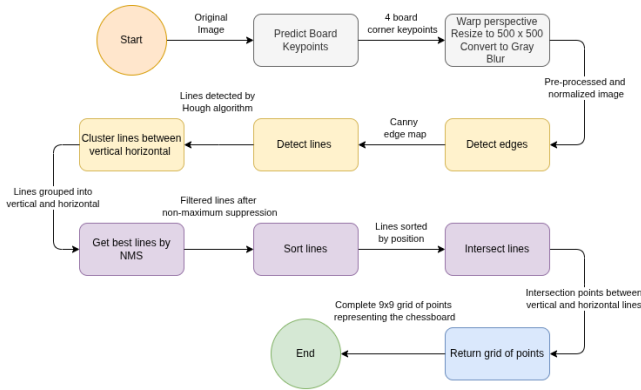 Start
Original
Image
Predict Board
Keypoints
4 board
corner keypoints
Warp perspective
Resize to 500 x 500
Convert to Gray
Blur
Pre-processed and
normalized image
Detect edges
Canny
edge map
Detect lines
Lines detected by
Hough algorithm
Cluster lines between
vertical horizontal
Lines grouped into
vertical and horizontal
Get best lines by
NMS
Filtered lines after
non-maximum suppression
Sort lines
Lines sorted
by position
Intersect lines
Intersection points between
vertical and horizontal lines
Return grid of points
Complete 9x9 grid of points
representing the chessboard
End